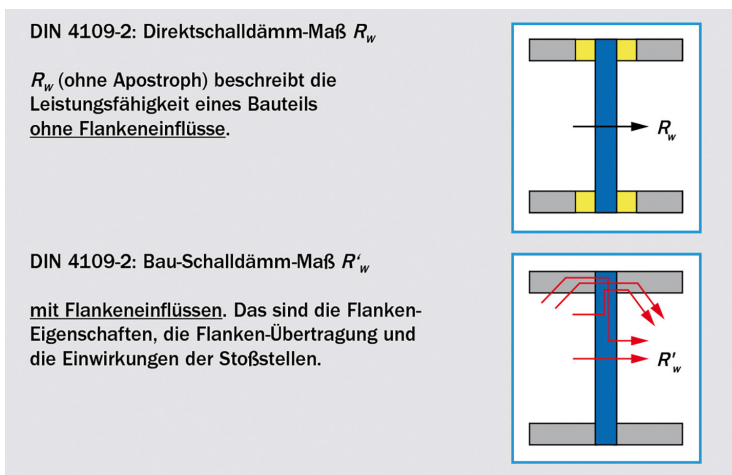 DIN 4109-2: Direktschalldämm-Maß Rw
Rw (ohne Apostroph) beschreibt die
Leistungsfähigkeit eines Bauteils
ohne Flankeneinflüsse.
Rw
DIN 4109-2: Bau-Schalldämm-Maß R‘w
mit Flankeneinflüssen. Das sind die Flanken-
Eigenschaften, die Flanken-Übertragung und
die Einwirkungen der Stoßstellen.
R'w